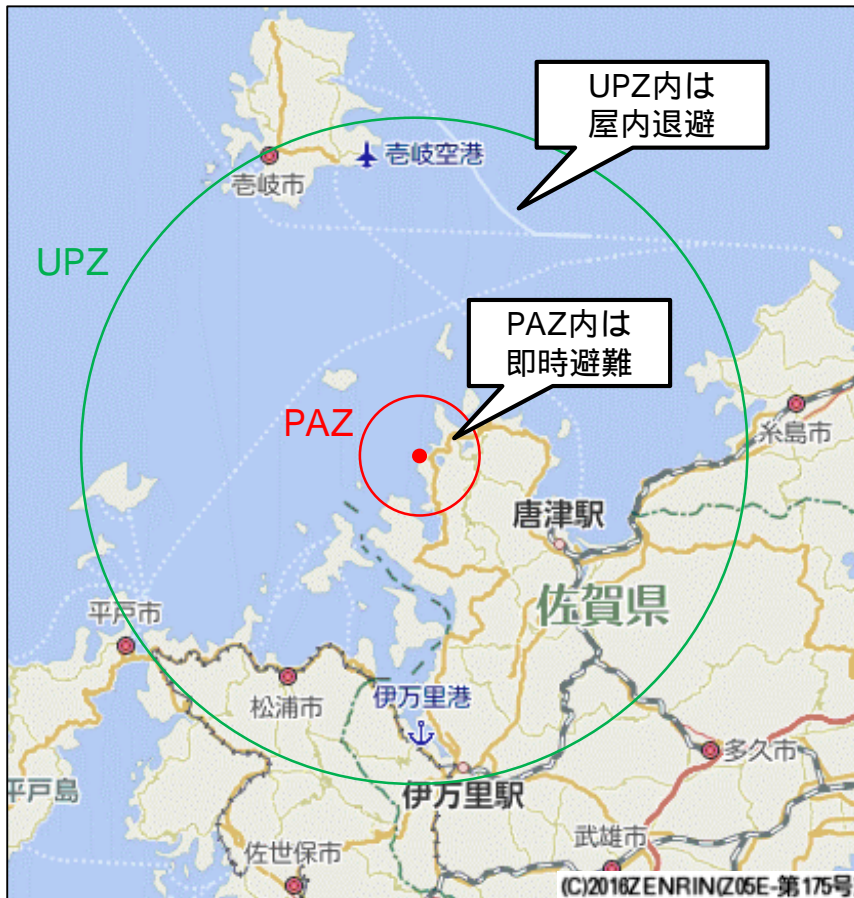 UPZ内は
屋内退避
壱岐空港
壱岐市
UPZ
PAZ内は
即時避難
PAZ
糸島市
唐津駅
佐賀県
平戸市
松浦市
伊万里港
多久市
平戸島
伊万里駅
武雄市
佐世保市
(C)2016ZENRIN(Z05E-第175号